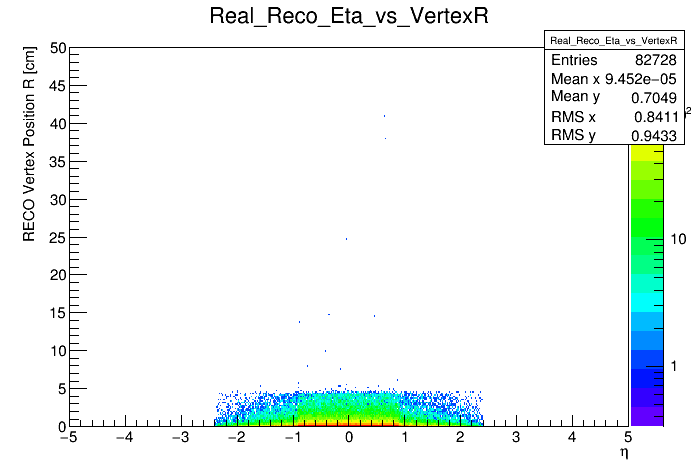 Real_Reco_Eta_vs_VertexR
Real_Reco_Eta_vs_VertexR
Entries 82728
Mean x 9.452e−05
Mean y 0.7049
RMS x 0.8411
RMS y 0.9433
RECO Vertex Position R [cm]
50
45
40
35
30
25
20
15
10
5
0
−5 −4 −3 −2 −1 0 1 2 3 4 5
η
2
10
1